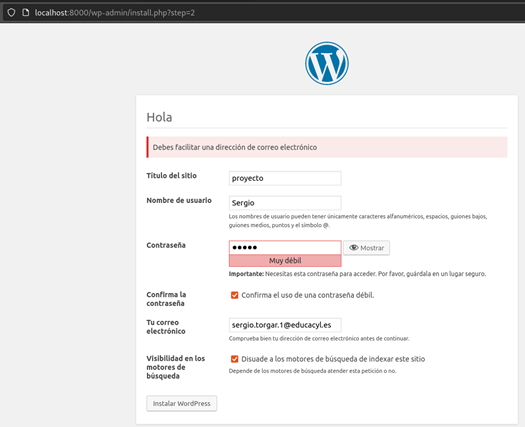 localhost:8000/wp-admin/install.php?step=2
Hola
Debes facilitar una dirección de correo electrónico
Título del sitio
proyecto
Nombre de usuario
Sergio
Los nombres de usuario pueden tener únicamente caracteres alfanuméricos, espacios, guiones bajos,
guiones medios, puntos y el símbolo @.
Contraseña
●●●●●
Mostrar
Muy débil
Importante: Necesitas esta contraseña para acceder. Por favor, guárdala en un lugar seguro.
Confirma la
contraseña
Confirma el uso de una contraseña débil.
Tu correo
electrónico
sergio.torgar.1@educacyl.es
Comprueba bien tu dirección de correo electrónico antes de continuar.
Visibilidad en los
motores de
búsqueda
Disuade a los motores de búsqueda de indexar este sitio
Depende de los motores de búsqueda atender esta petición o no.
Instalar WordPress